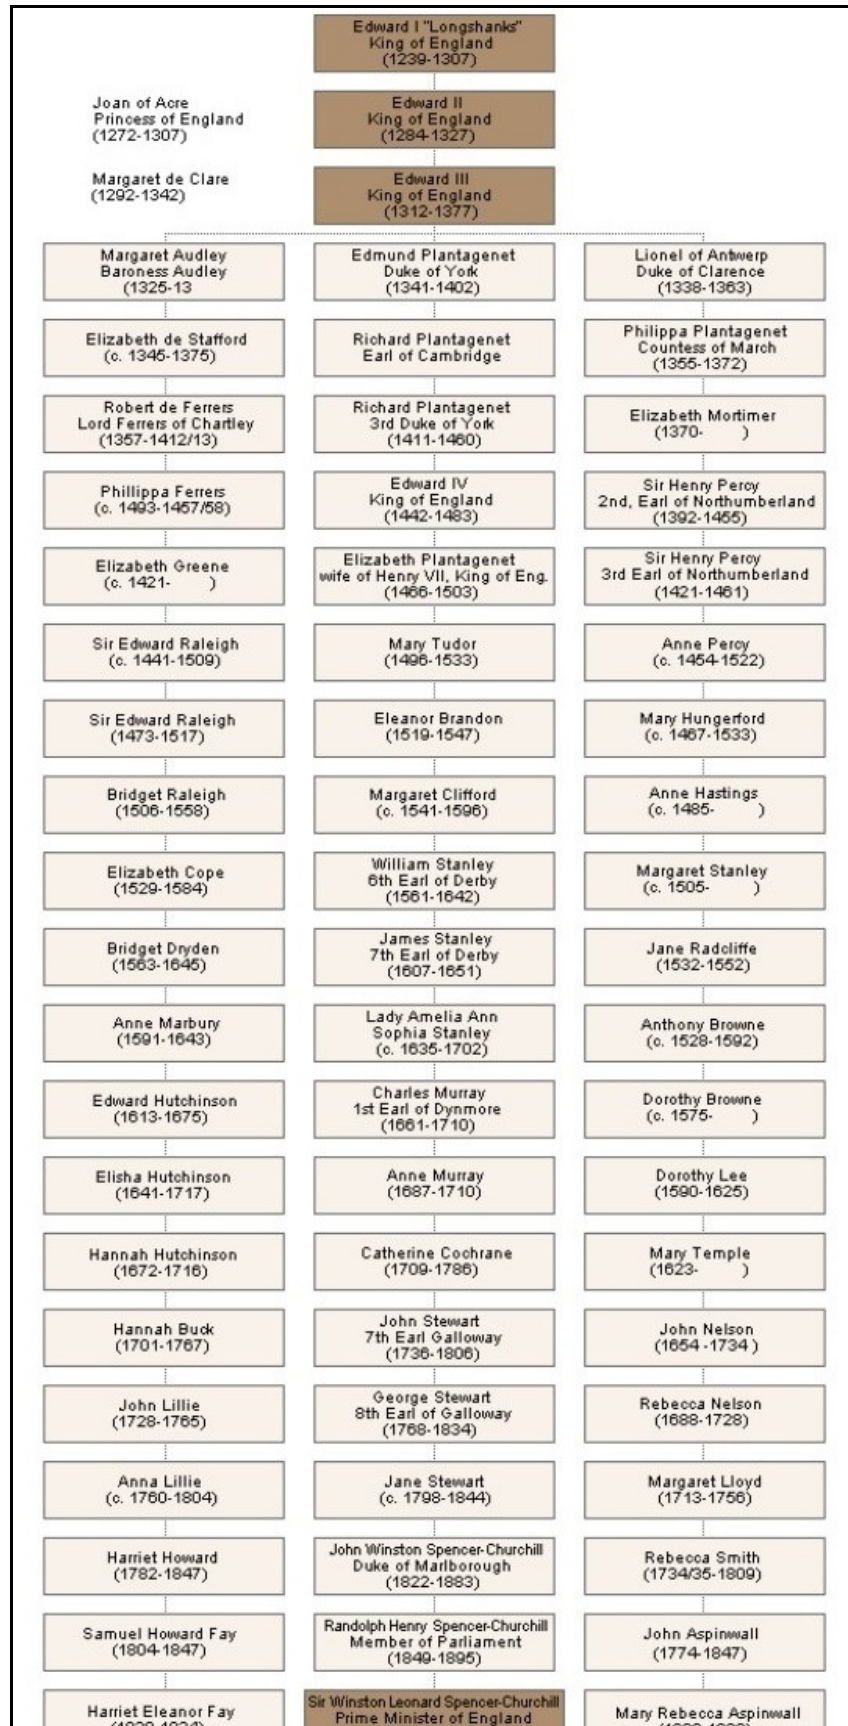 Edward I "Longshanks"
King of England
(1239-1307)
Joan of Acre
Princess of England
(1272-1307)
Edward II
King of England
(1284-1327)
Margaret de Clare
(1292-1342)
Edward III
King of England
(1312-1377)
Margaret Audley
Baroness Audley
(1325-13
Edmund Plantagenet
Duke of York
(1341-1402)
Lionel of Antwerp
Duke of Clarence
(1338-1363)
Elizabeth de Stafford
(c. 1345-1375)
Richard Plantagenet
Earl of Cambridge
Philippa Plantagenet
Countess of March
(1355-1372)
Robert de Ferrers
Lord Ferrers of Chartley
(1357-1412/13)
Richard Plantagenet
3rd Duke of York
(1411-1460)
Elizabeth Mortimer
(1370- )
Phillippa Ferrers
(c. 1493-1457/58)
Edward IV
King of England
(1442-1483)
Sir Henry Percy
2nd, Earl of Northumberland
(1392-1455)
Elizabeth Greene
(c. 1421- )
Elizabeth Plantagenet
wife of Henry VII, King of Eng.
(1466-1503)
Sir Henry Percy
3rd Earl of Northumberland
(1421-1461)
Sir Edward Raleigh
(c. 1441-1509)
Mary Tudor
(1496-1533)
Anne Percy
(c. 1454-1522)
Sir Edward Raleigh
(1473-1517)
Eleanor Brandon
(1519-1547)
Mary Hungerford
(c. 1467-1533)
Bridget Raleigh
(1506-1558)
Margaret Clifford
(c. 1541-1596)
Anne Hastings
(c. 1485- )
Elizabeth Cope
(1529-1584)
William Stanley
6th Earl of Derby
(1561-1642)
Margaret Stanley
(c. 1505- )
Bridget Dryden
(1563-1645)
James Stanley
7th Earl of Derby
(1607-1651)
Jane Radcliffe
(1532-1552)
Anne Marbury
(1591-1643)
Lady Amelia Ann
Sophia Stanley
(c. 1635-1702)
Anthony Browne
(c. 1528-1592)
Edward Hutchinson
(1613-1675)
Charles Murray
1st Earl of Dynmore
(1661-1710)
Dorothy Browne
(c. 1575- )
Elisha Hutchinson
(1641-1717)
Anne Murray
(1687-1710)
Dorothy Lee
(1590-1625)
Hannah Hutchinson
(1672-1716)
Catherine Cochrane
(1709-1786)
Mary Temple
(1623- )
Hannah Buck
(1701-1767)
John Stewart
7th Earl Galloway
(1736-1806)
John Nelson
(1654-1734)
John Lillie
(1728-1765)
George Stewart
8th Earl of Galloway
(1768-1834)
Rebecca Nelson
(1688-1728)
Anna Lillie
(c. 1760-1804)
Jane Stewart
(c. 1798-1844)
Margaret Lloyd
(1713-1756)
Harriet Howard
(1782-1847)
John Winston Spencer-Churchill
Duke of Marlborough
(1822-1883)
Rebecca Smith
(1734/35-1809)
Samuel Howard Fay
(1804-1847)
Randolph Henry Spencer-Churchill
Member of Parliament
(1849-1895)
John Aspinwall
(1774-1847)
Harriet Eleanor Fay
Sir Winston Leonard Spencer-Churchill
Prime Minister of England
Mary Rebecca Aspinwall